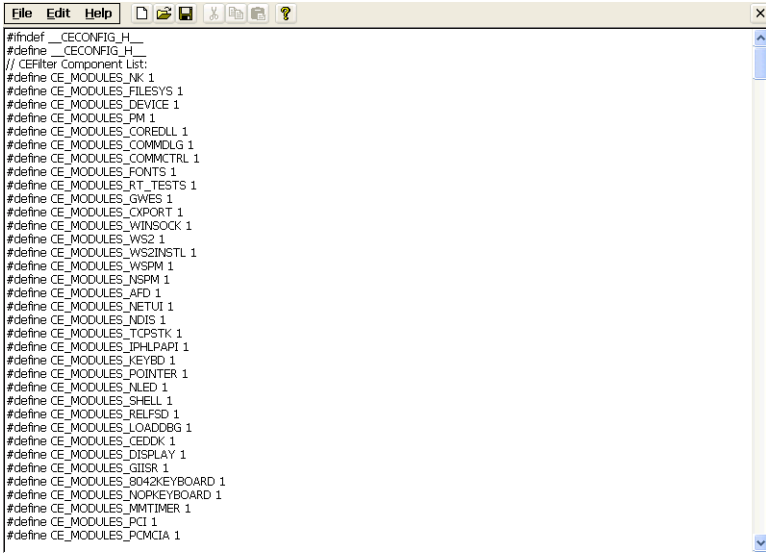 File Edit Help
#ifndef __CECONFIG_H__
#define __CECONFIG_H__
// CEFilter Component List:
#define CE_MODULES_NK 1
#define CE_MODULES_FILESYS 1
#define CE_MODULES_DEVICE 1
#define CE_MODULES_PM 1
#define CE_MODULES_COREDLL 1
#define CE_MODULES_COMMDLG 1
#define CE_MODULES_COMMCTRL 1
#define CE_MODULES_FONTS 1
#define CE_MODULES_RT_TESTS 1
#define CE_MODULES_GWES 1
#define CE_MODULES_CXPORT 1
#define CE_MODULES_WINSOCK 1
#define CE_MODULES_WS2 1
#define CE_MODULES_WS2INSTL 1
#define CE_MODULES_WSPM 1
#define CE_MODULES_NSPM 1
#define CE_MODULES_AFD 1
#define CE_MODULES_NETUI 1
#define CE_MODULES_NDIS 1
#define CE_MODULES_TCPSTK 1
#define CE_MODULES_IPHLPAPI 1
#define CE_MODULES_KEYBD 1
#define CE_MODULES_POINTER 1
#define CE_MODULES_NLED 1
#define CE_MODULES_SHELL 1
#define CE_MODULES_RELFSD 1
#define CE_MODULES_LOADDBG 1
#define CE_MODULES_CEDDK 1
#define CE_MODULES_DISPLAY 1
#define CE_MODULES_GIISR 1
#define CE_MODULES_8042KEYBOARD 1
#define CE_MODULES_NOPKEYBOARD 1
#define CE_MODULES_MMTIMER 1
#define CE_MODULES_PCI 1
#define CE_MODULES_PCMCIA 1